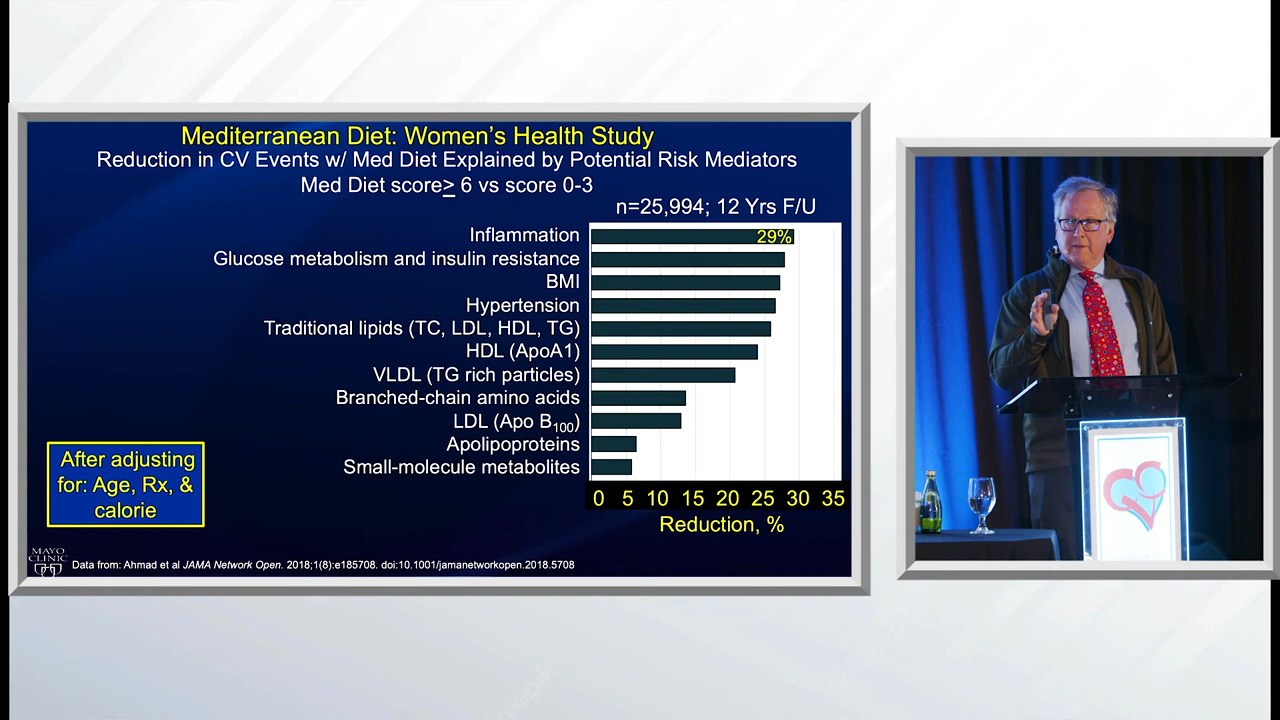 Mediterranean Diet: Women's Health Study
Reduction in CV Events w/ Med Diet Explained by Potential Risk Mediators
Med Diet score≥ 6 vs score 0-3
n=25,994; 12 Yrs F/U
Inflammation
29%
Glucose metabolism and insulin resistance
BMI
Hypertension
Traditional lipids (TC, LDL, HDL, TG)
HDL (ApoA1)
VLDL (TG rich particles)
Branched-chain amino acids
LDL (Apo B100)
Apolipoproteins
Small-molecule metabolites
0 5 10 15 20 25 30 35
Reduction, %
After adjusting
for: Age, Rx, &
calorie
MAYO
CLINIC
Data from: Ahmad et al JAMA Network Open. 2018;1(8):e185708. doi:10.1001/jamanetworkopen.2018.5708